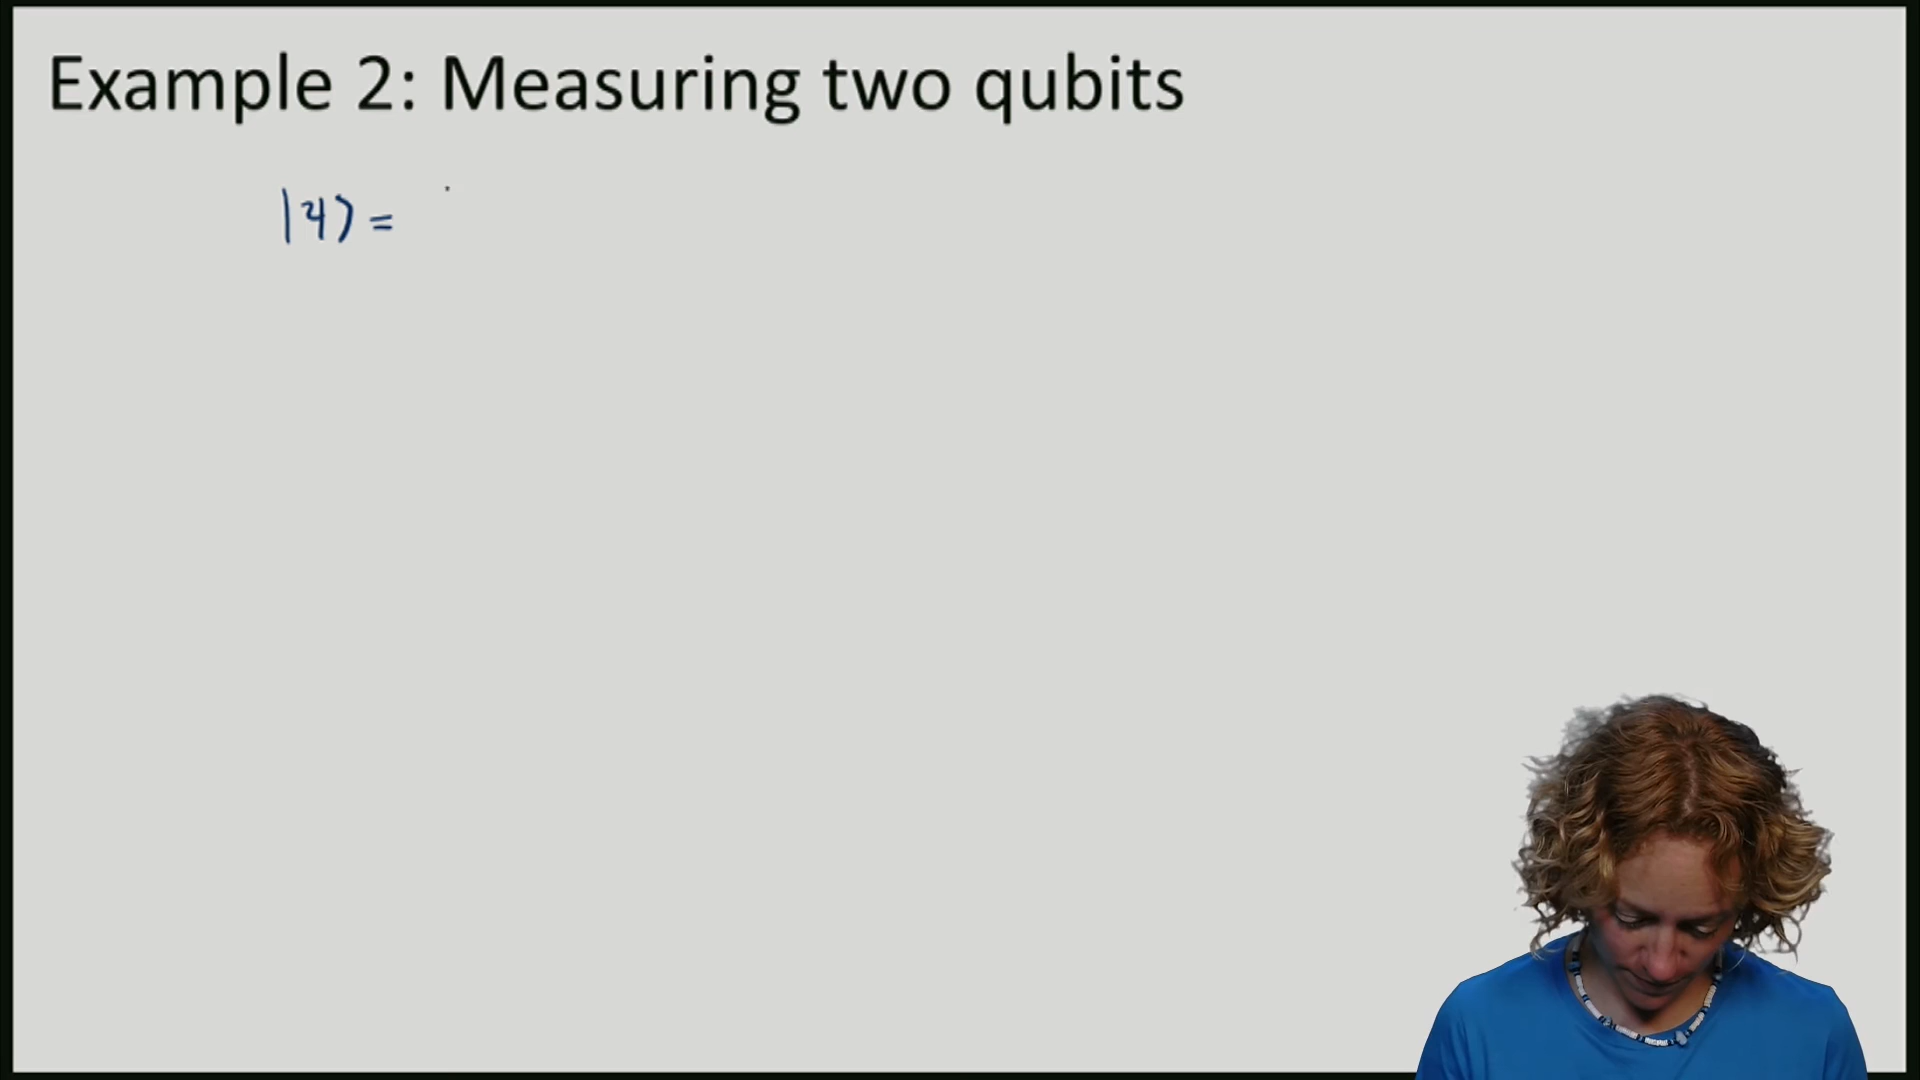 Example 2: Measuring two qubits
|ψ⟩ =